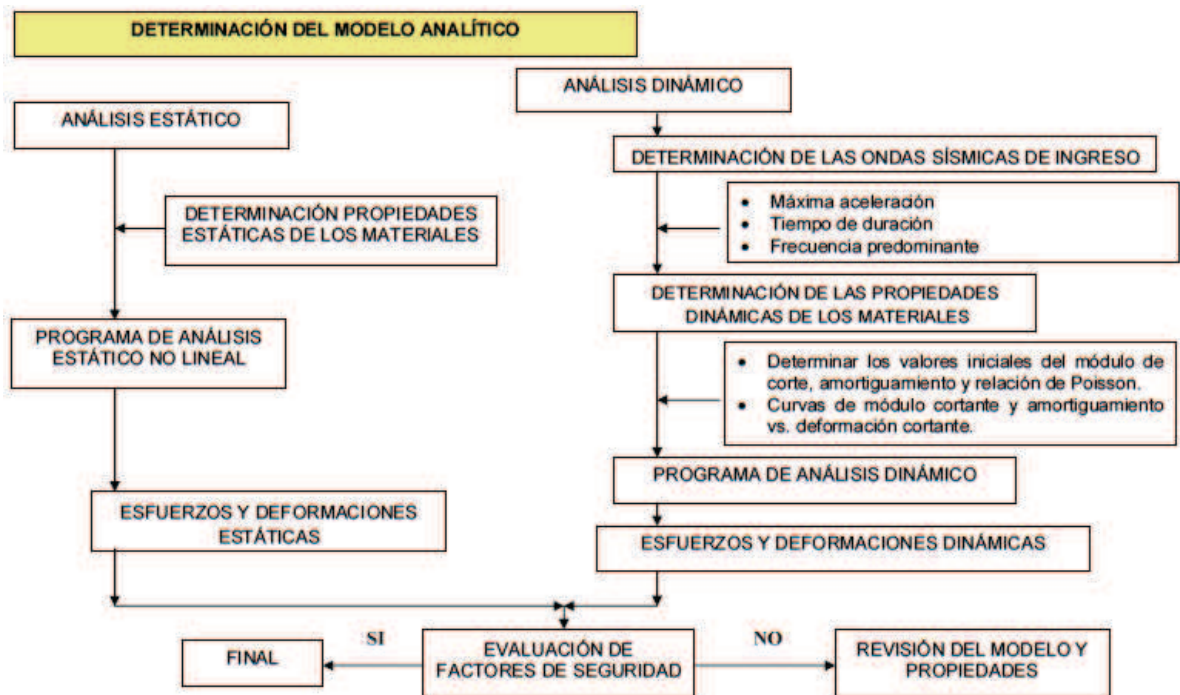 DETERMINACIÓN DEL MODELO ANALÍTICO
ANÁLISIS ESTÁTICO
DETERMINACIÓN PROPIEDADES
ESTÁTICAS DE LOS MATERIALES
PROGRAMA DE ANÁLISIS
ESTÁTICO NO LINEAL
ESFUERZOS Y DEFORMACIONES
ESTÁTICAS
ANÁLISIS DINÁMICO
DETERMINACIÓN DE LAS ONDAS SÍSMICAS DE INGRESO
• Máxima aceleración
• Tiempo de duración
• Frecuencia predominante
DETERMINACIÓN DE LAS PROPIEDADES
DINÁMICAS DE LOS MATERIALES
• Determinar los valores iniciales del módulo de
corte, amortiguamiento y relación de Poisson.
• Curvas de módulo cortante y amortiguamiento
vs. deformación cortante.
PROGRAMA DE ANÁLISIS DINÁMICO
ESFUERZOS Y DEFORMACIONES DINÁMICAS
FINAL
SI
EVALUACIÓN DE
FACTORES DE SEGURIDAD
NO
REVISIÓN DEL MODELO Y
PROPIEDADES